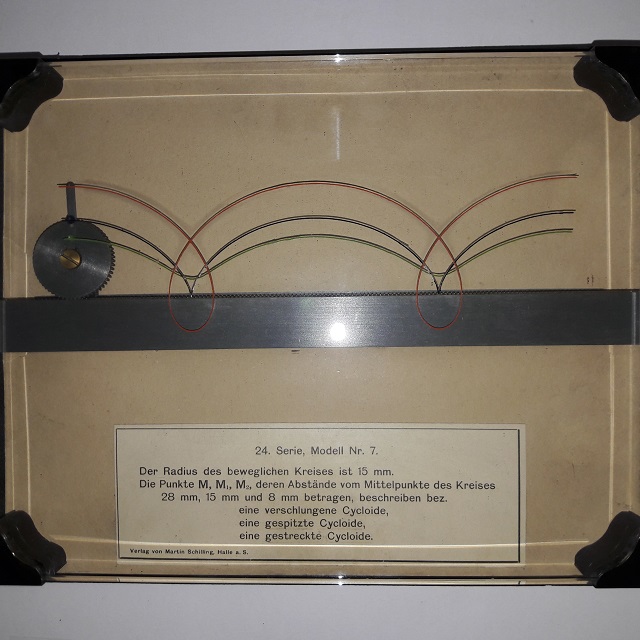 24. Serie, Modell Nr. 7.
Der Radius des beweglichen Kreises ist 15 mm.
Die Punkte M, M₁, M₂, deren Abstände vom Mittelpunkte des Kreises
28 mm, 15 mm und 8 mm betragen, beschreiben bez.
eine verschlungene Cycloide,
eine gespitzte Cycloide,
eine gestreckte Cycloide.
Verlag von Martin Schilling, Halle a. S.